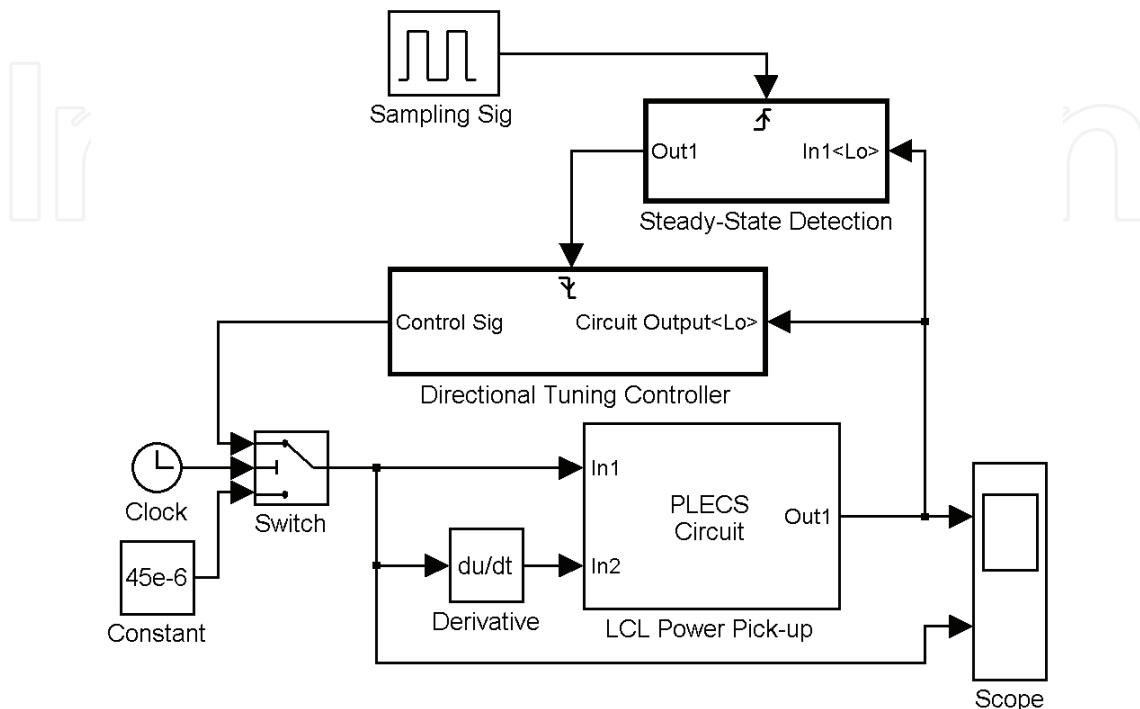 Sampling Sig
Out1
In1<Lo>
Steady-State Detection
Control Sig
Circuit Output<Lo>
Directional Tuning Controller
Clock
Switch
45e-6
Constant
du/dt
Derivative
In1
In2
PLECS
Circuit
Out1
LCL Power Pick-up
Scope